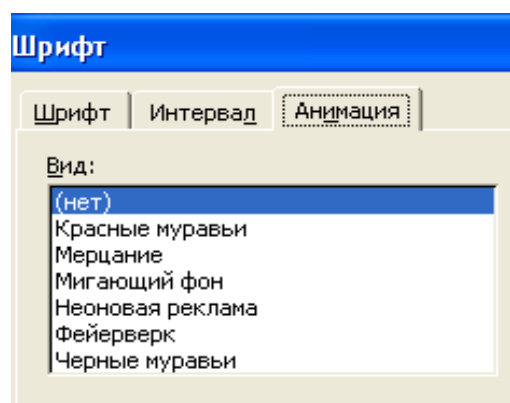 Шрифт
Шрифт Интервал Анимация
Вид:
(нет)
Красные муравьи
Мерцание
Мигающий фон
Неоновая реклама
Фейерверк
Черные муравьи